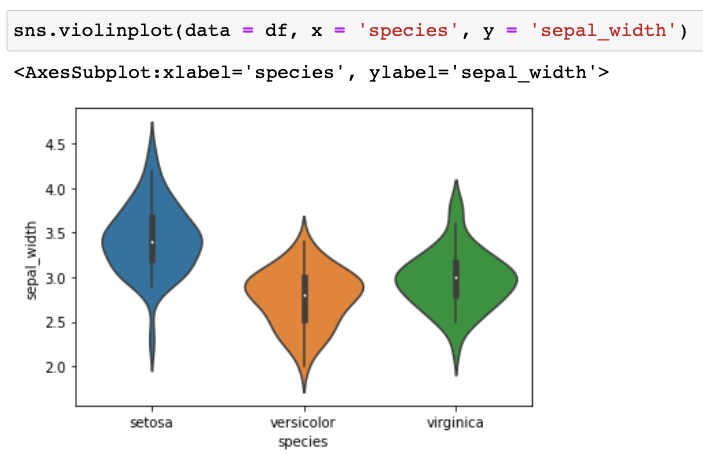 sns.violinplot(data = df, x = 'species', y = 'sepal_width')
<AxesSubplot:xlabel='species', ylabel='sepal_width'>
4.5
4.0
3.5
3.0
2.5
2.0
sepal_width
setosa versicolor virginica
species